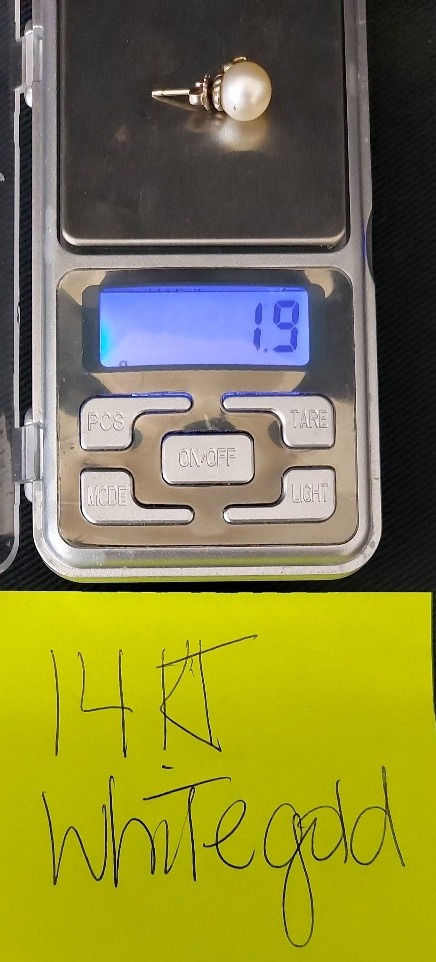 1.9
g
PCS
TARE
ON/OFF
MODE
LIGHT
14 KT
Whitegold